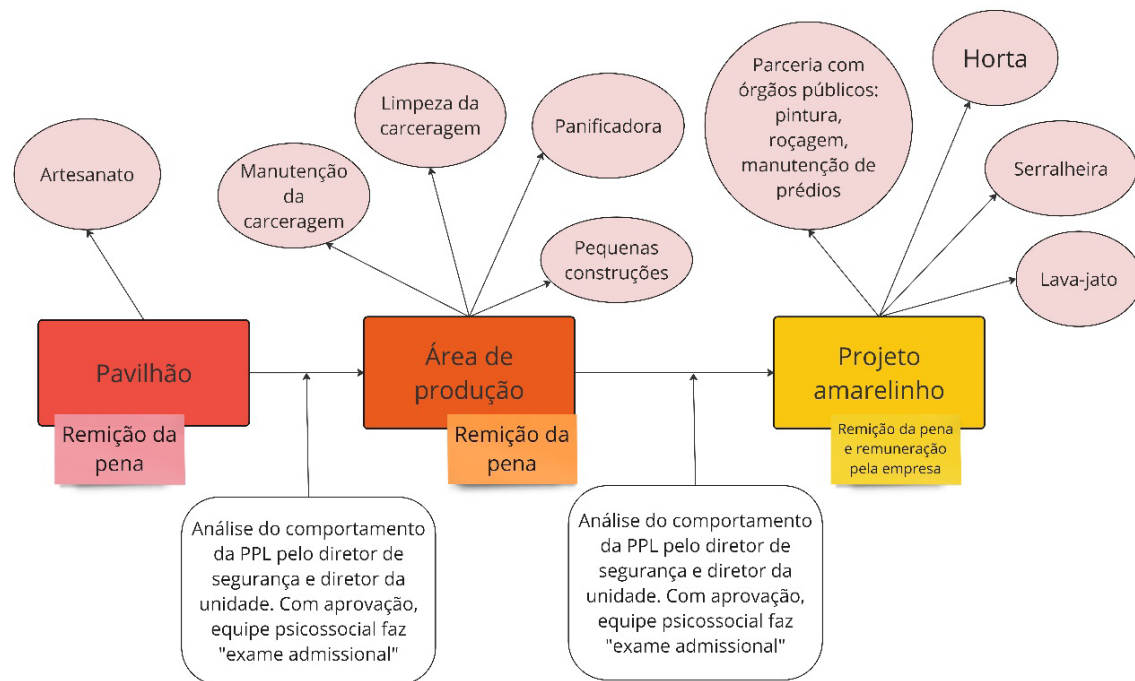 Artesanato
Manutenção
da
carceragem
Limpeza da
carceragem
Panificadora
Pequenas
construções
Parceria com
órgãos públicos:
pintura,
roçagem,
manutenção de
prédios
Horta
Serralheira
Lava-jato
Pavilhão
Remição da
pena
Área de
produção
Remição da
pena
Projeto
amarelinho
Remição da pena
e remuneração
pela empresa
Análise do comportamento
da PPL pelo diretor de
segurança e diretor da
unidade. Com aprovação,
equipe psicossocial faz
"exame admissional"
Análise do comportamento
da PPL pelo diretor de
segurança e diretor da
unidade. Com aprovação,
equipe psicossocial faz
"exame admissional"